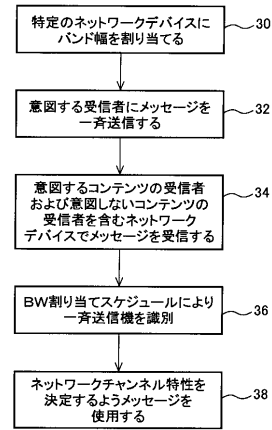 特定のネットワークデバイスに
バンド幅を割り当てる
30
意図する受信者にメッセージを
一斉送信する
32
意図するコンテンツの受信者
および意図しないコンテンツの
受信者を含むネットワーク
デバイスでメッセージを受信する
34
BW割り当てスケジュールにより
一斉送信機を識別
36
ネットワークチャンネル特性を
決定するようメッセージを
使用する
38